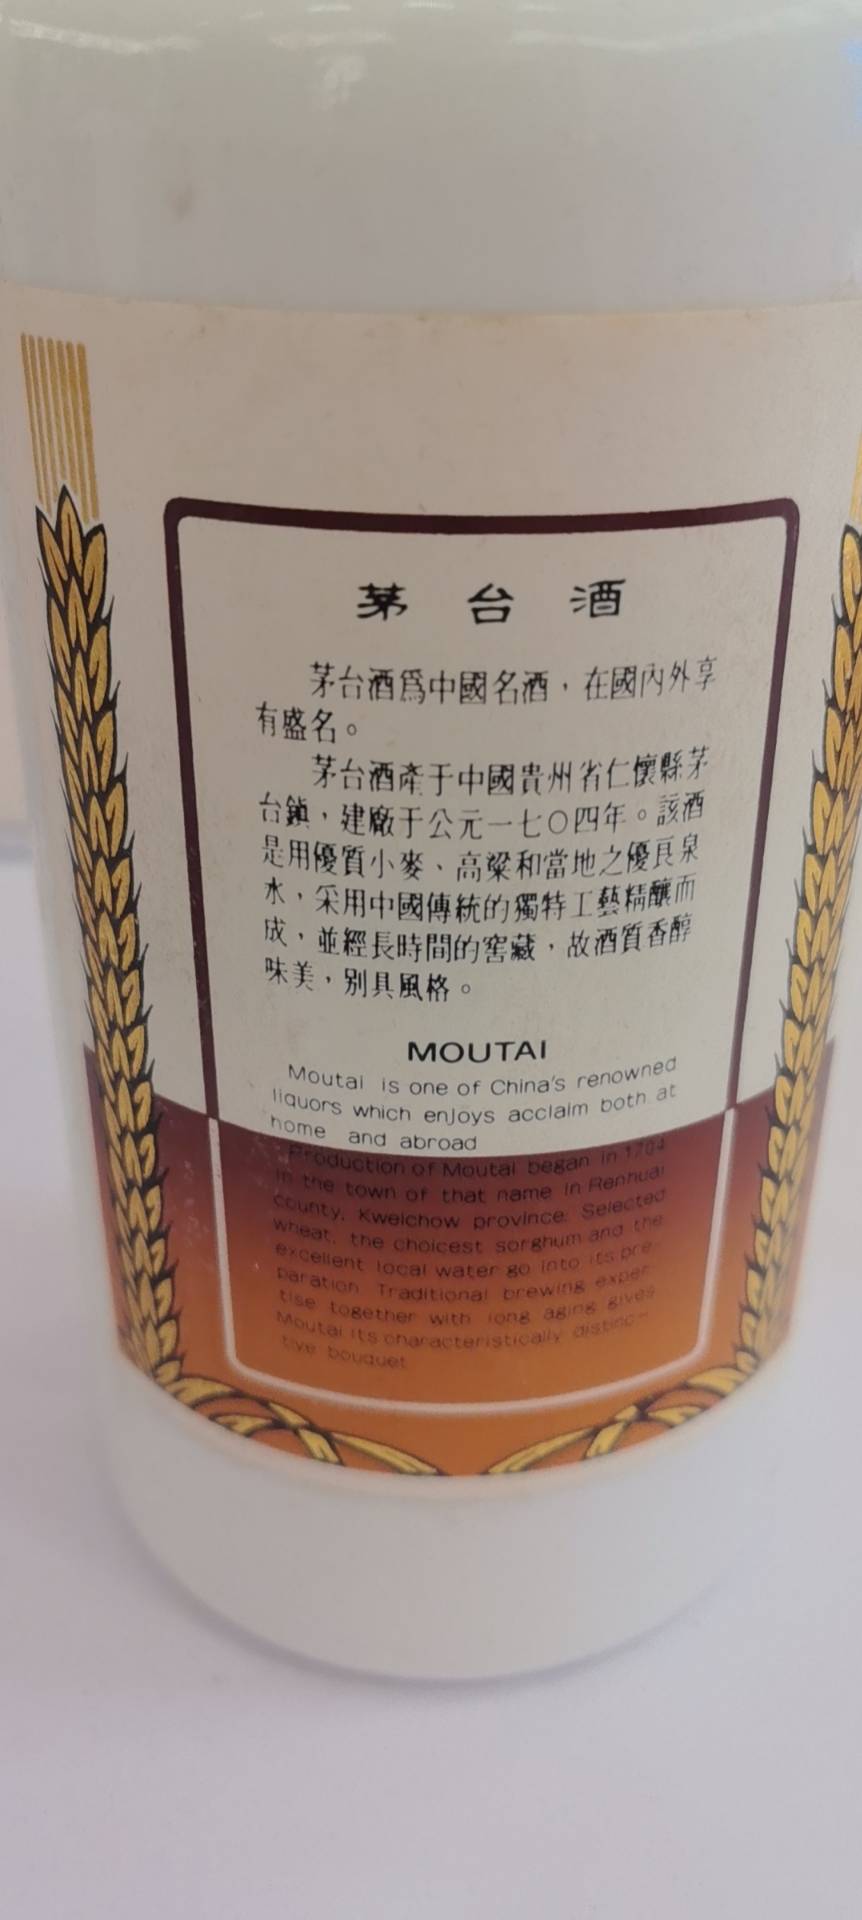 茅台酒
茅台酒爲中國名酒，在國內外享
有盛名。
茅台酒產于中國貴州省仁懷縣茅
台鎮，建廠于公元一七〇四年。該酒
是用優質小麥、高粱和當地之優良泉
水，采用中國傳統的獨特工藝精釀而
成，並經長時間的窖藏，故酒質香醇
味美，别具風格。
MOUTAI
Moutai is one of China's renowned
liquors which enjoys acclaim both at
home and abroad
Production of Moutai began in 1704
in the town of that name in Renhuai
county, Kweichow province. Selected
wheat, the choicest sorghum and the
excellent local water go into its pre-
paration. Traditional brewing exper-
tise together with long aging gives
Moutai its characteristically distinc-
tive bouquet